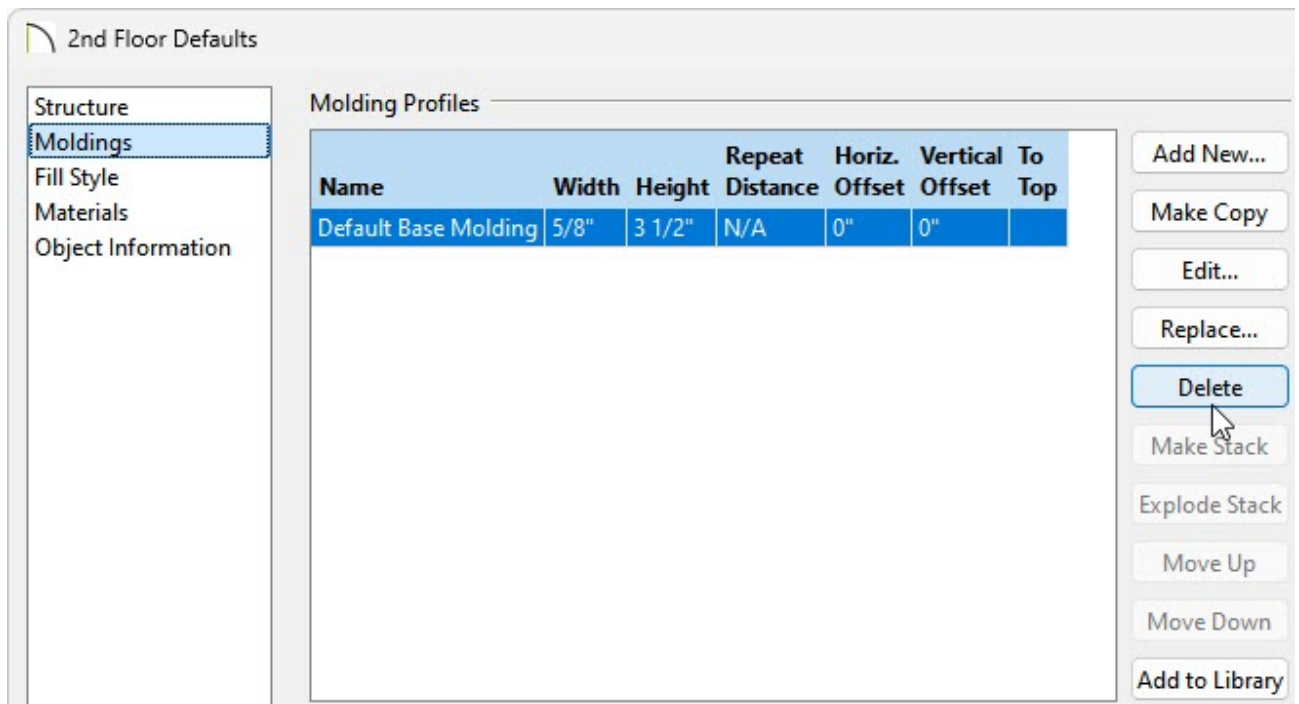 2nd Floor Defaults
Structure
Moldings
Fill Style
Materials
Object Information
Molding Profiles
Name Width Height Repeat Distance Horiz. Offset Vertical Offset To Top
Default Base Molding 5/8" 3 1/2" N/A 0" 0"
Add New...
Make Copy
Edit...
Replace...
Delete
Make Stack
Explode Stack
Move Up
Move Down
Add to Library